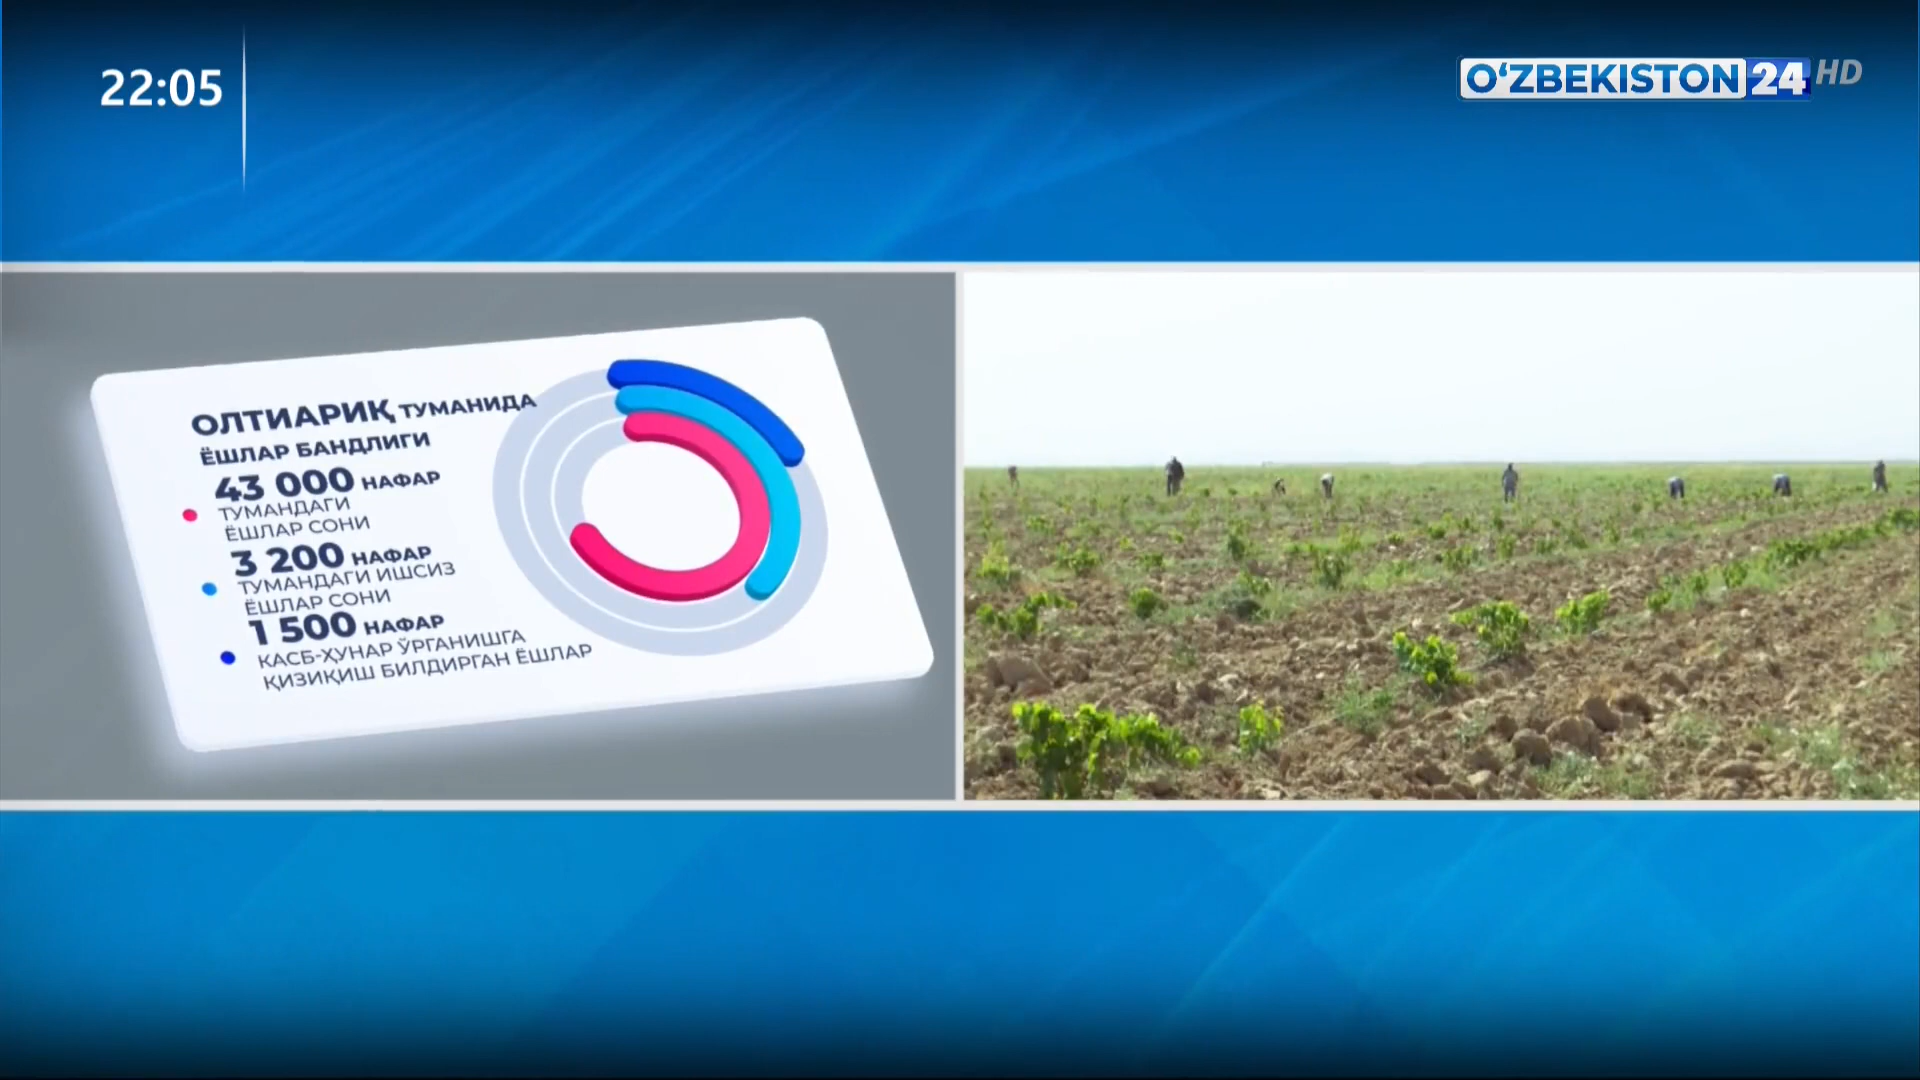 22:05
O‘ZBEKISTON 24 HD
ОЛТИАРИҚ ТУМАНИДА
ЁШЛАР БАНДЛИГИ
43 000 НАФАР
ТУМАНДАГИ
ЁШЛАР СОНИ
3 200 НАФАР
ТУМАНДАГИ ИШСИЗ
ЁШЛАР СОНИ
1 500 НАФАР
КАСБ-ҲУНАР ЎРГАНИШГА
ҚИЗИҚИШ БИЛДИРГАН ЁШЛАР